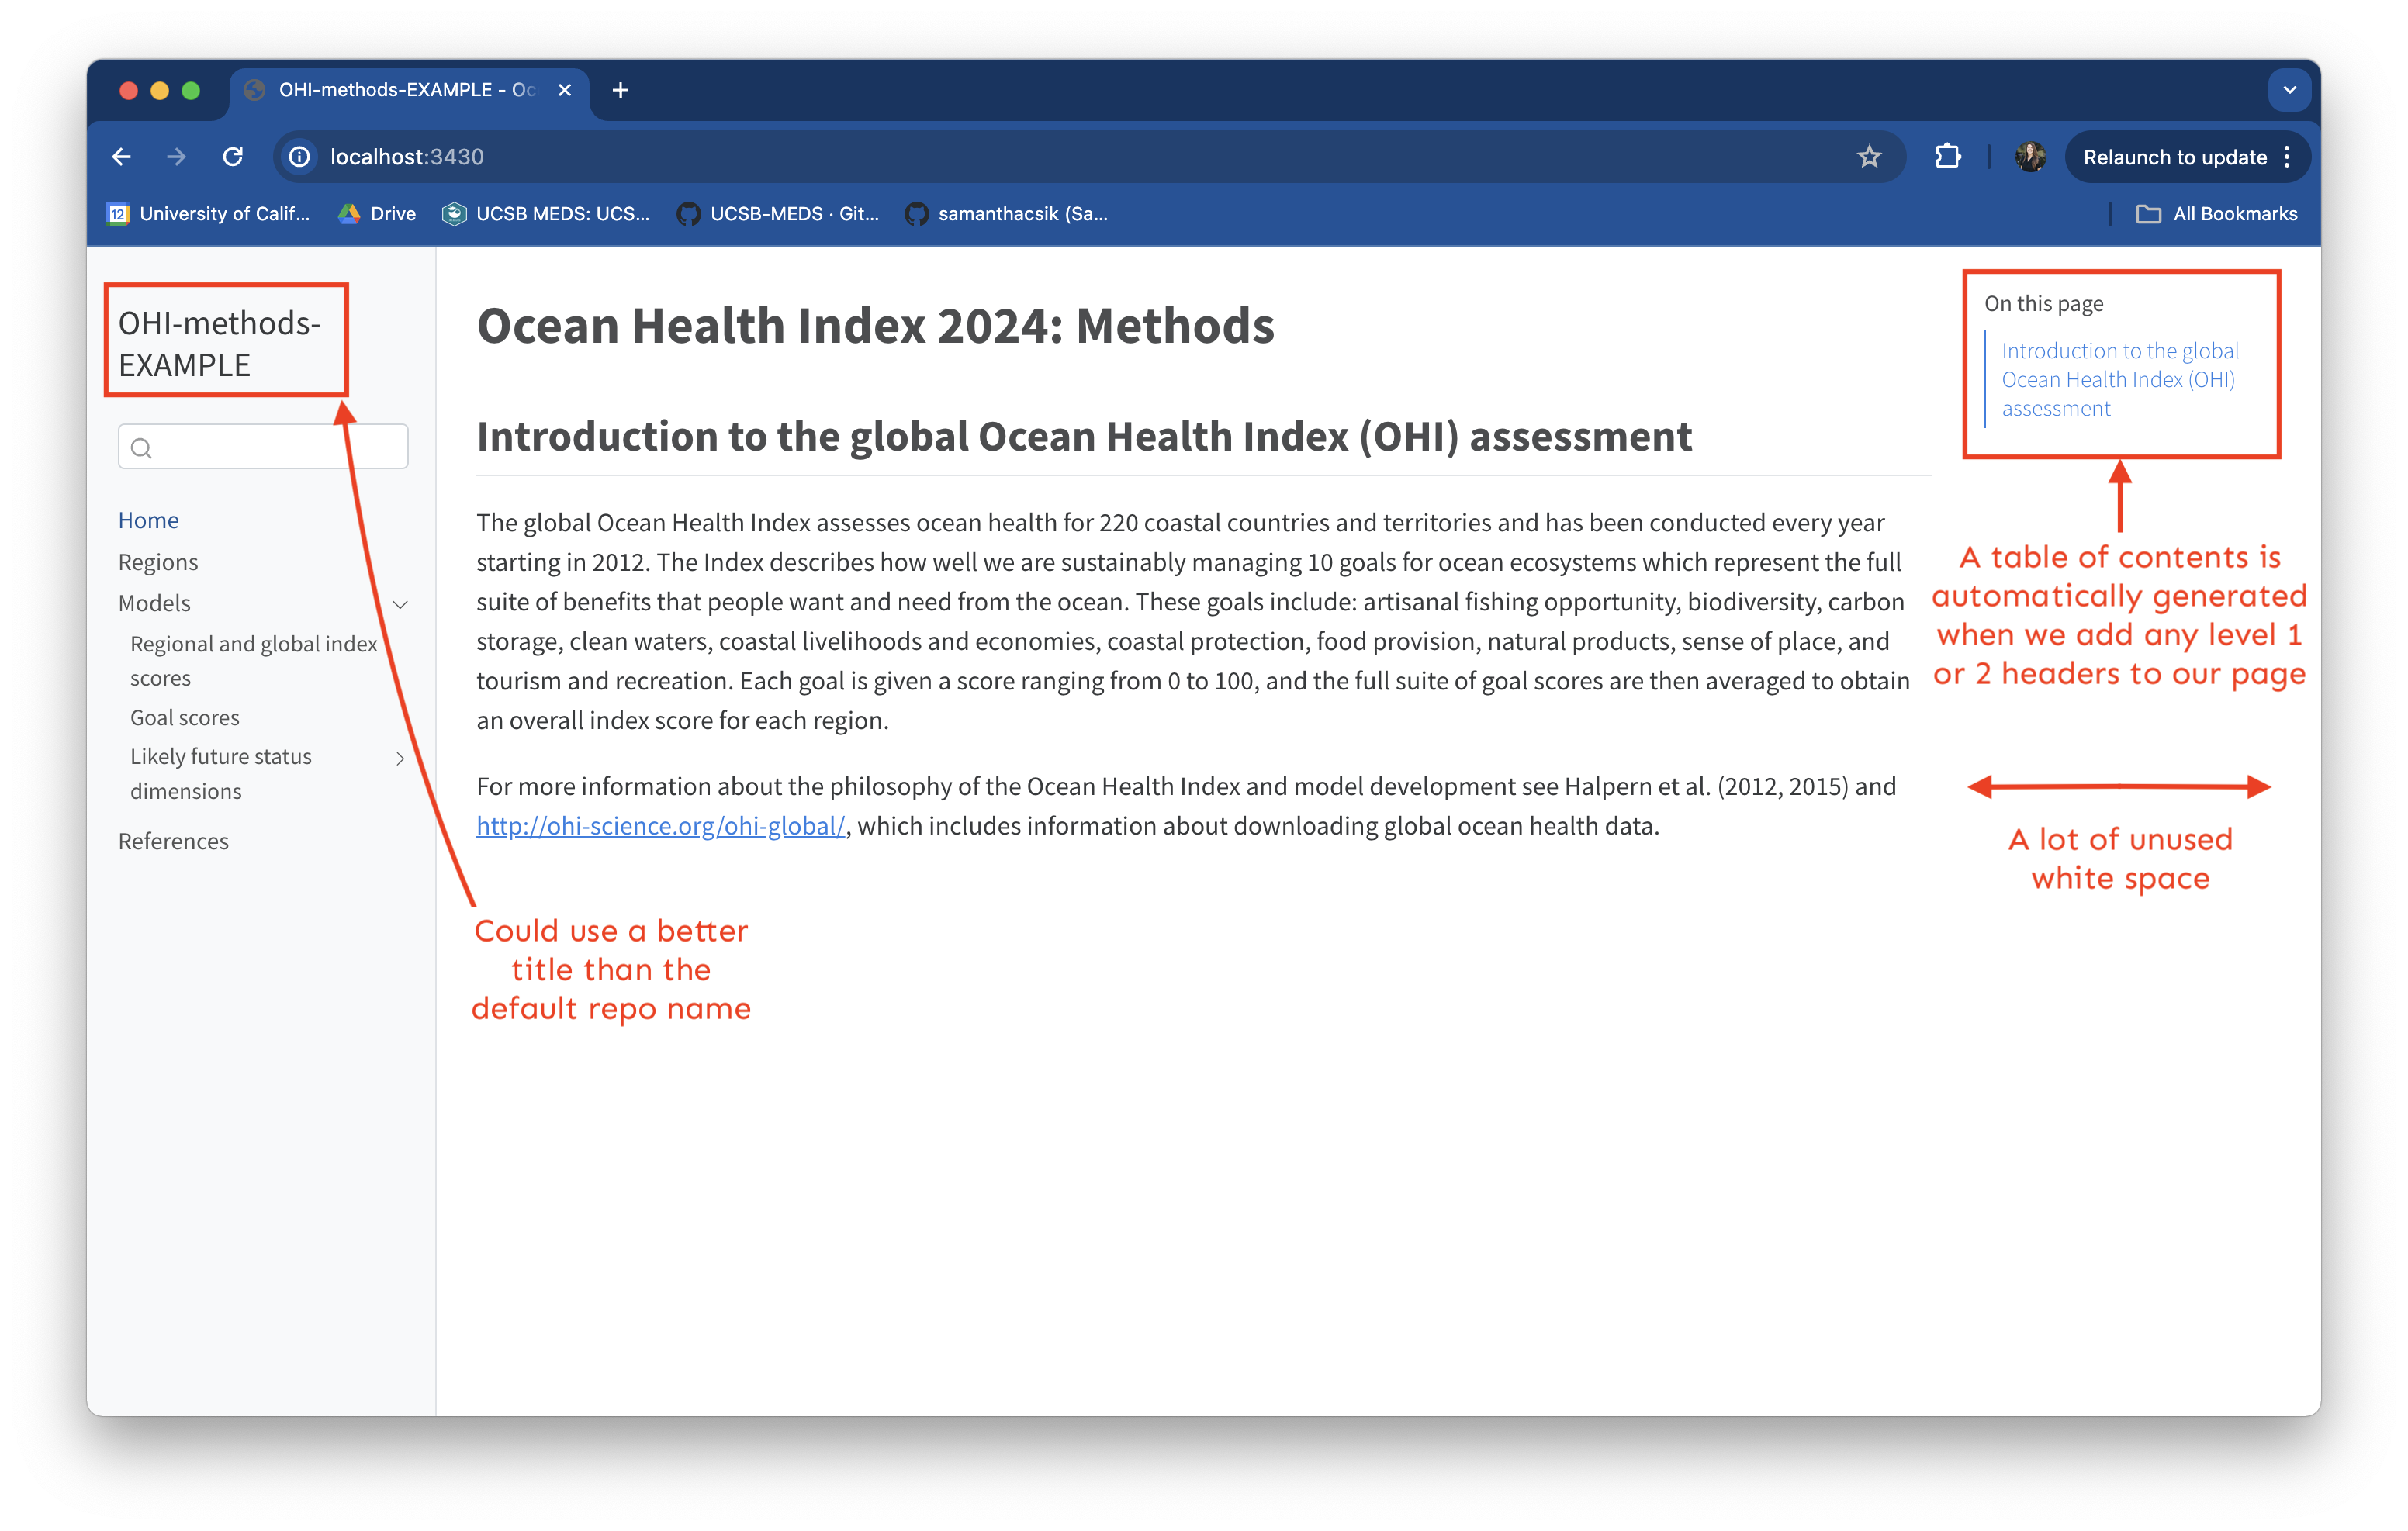 OHI-methods-EXAMPLE - Oc
localhost:3430
Relaunch to update
12
University of Calif...
Drive
UCSB MEDS: UCS...
UCSB-MEDS · Git...
samanthacsik (Sa...
All Bookmarks
OHI-methods-
EXAMPLE
Home
Regions
Models
Regional and global index
scores
Goal scores
Likely future status
dimensions
References
Ocean Health Index 2024: Methods
Introduction to the global Ocean Health Index (OHI) assessment
The global Ocean Health Index assesses ocean health for 220 coastal countries and territories and has been conducted every year
starting in 2012. The Index describes how well we are sustainably managing 10 goals for ocean ecosystems which represent the full
suite of benefits that people want and need from the ocean. These goals include: artisanal fishing opportunity, biodiversity, carbon
storage, clean waters, coastal livelihoods and economies, coastal protection, food provision, natural products, sense of place, and
tourism and recreation. Each goal is given a score ranging from 0 to 100, and the full suite of goal scores are then averaged to obtain
an overall index score for each region.
For more information about the philosophy of the Ocean Health Index and model development see Halpern et al. (2012, 2015) and
http://ohi-science.org/ohi-global/, which includes information about downloading global ocean health data.
Could use a better
title than the
default repo name
On this page
Introduction to the global
Ocean Health Index (OHI)
assessment
A table of contents is
automatically generated
when we add any level 1
or 2 headers to our page
A lot of unused
white space